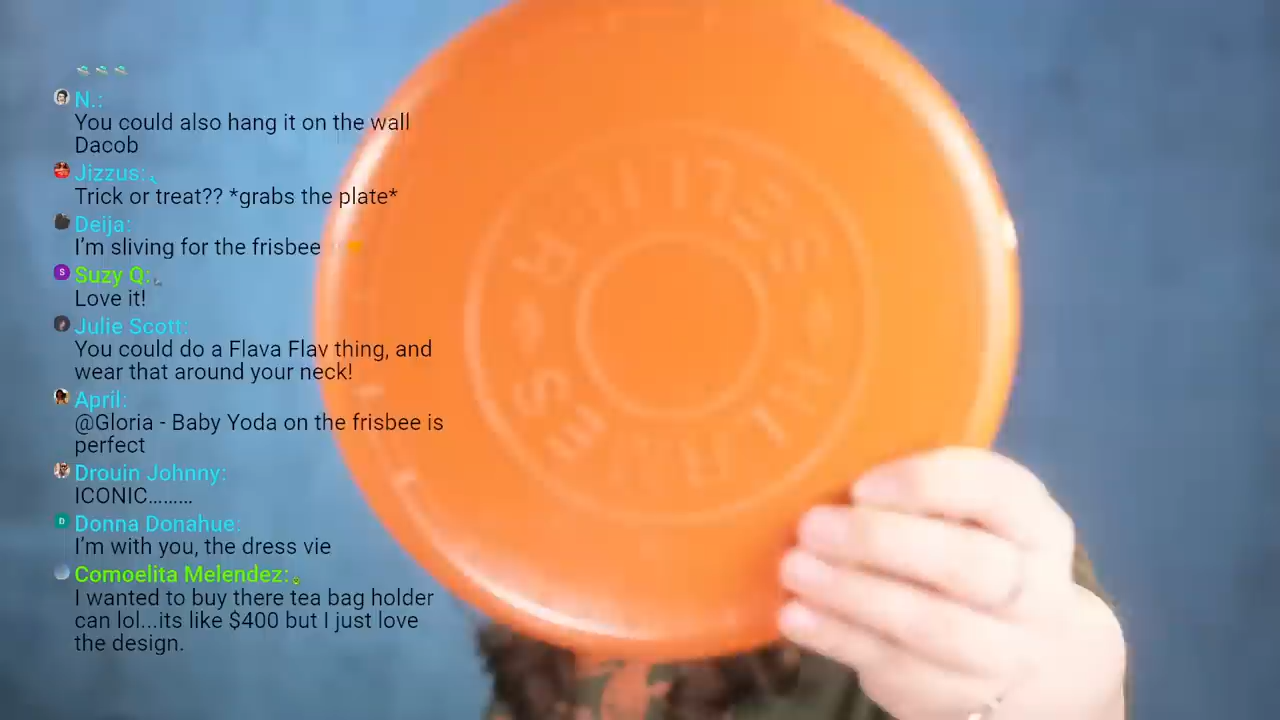 N.:
You could also hang it on the wall
Dacob
Jizzus:
Trick or treat?? *grabs the plate*
Deija:
I'm sliving for the frisbee
S
Suzy Q:
Love it!
Julie Scott:
You could do a Flava Flav thing, and
wear that around your neck!
April:
@Gloria - Baby Yoda on the frisbee is
perfect
Drouin Johnny:
ICONIC.........
D
Donna Donahue:
I'm with you, the dress vie
Comoelita Melendez:
I wanted to buy there tea bag holder
can lol...its like $400 but I just love
the design.